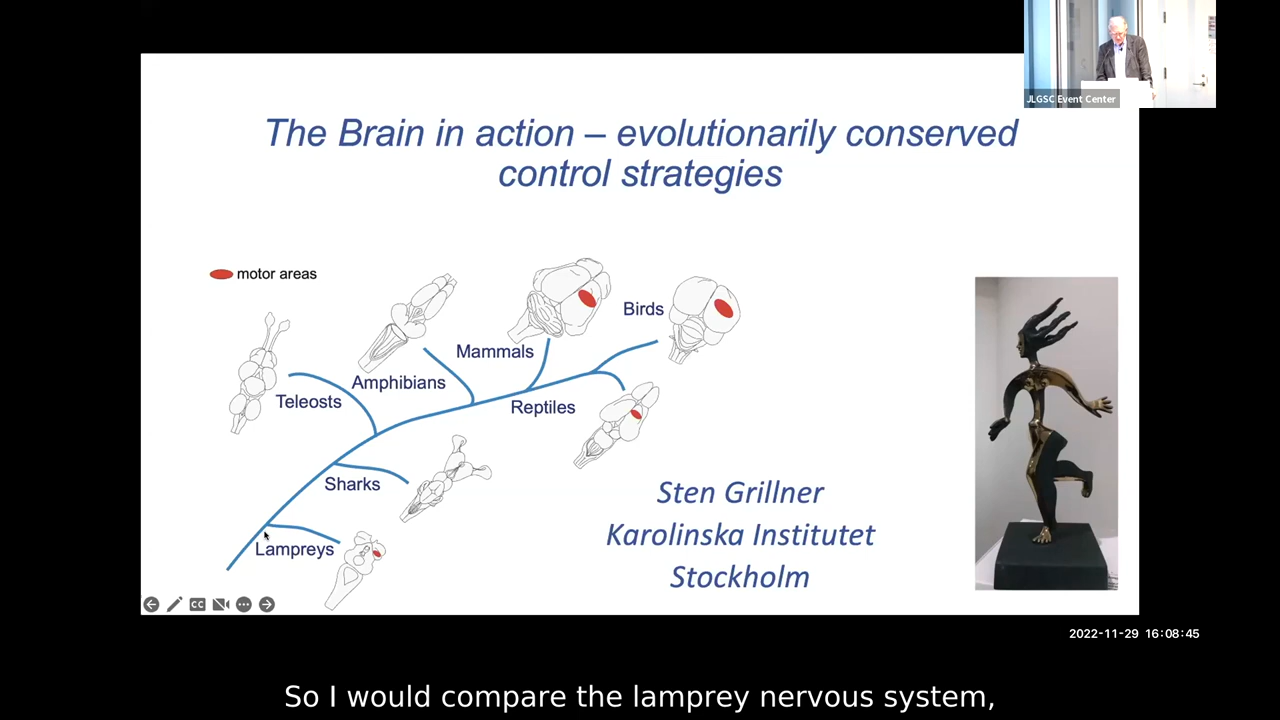 JLGSC Event Center
The Brain in action – evolutionarily conserved
control strategies
motor areas
Birds
Mammals
Amphibians
Teleosts
Reptiles
Sharks
Lampreys
Sten Grillner
Karolinska Institutet
Stockholm
CC
2022-11-29 16:08:45
So I would compare the lamprey nervous system,